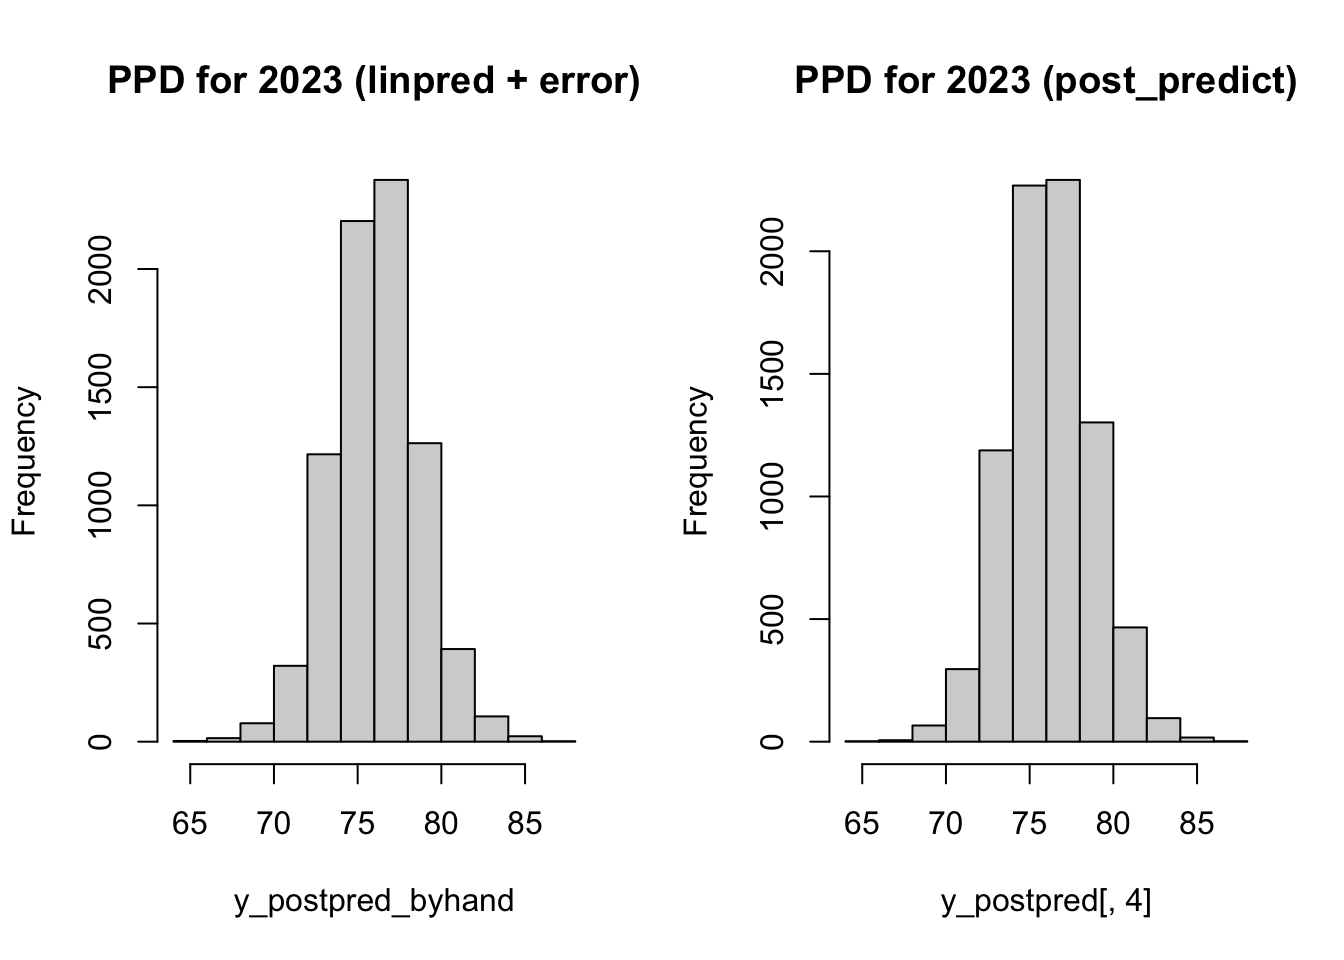 PPD for 2023 (linpred + error)
Frequency
2000
1500
1000
500
0
65 70 75 80 85
y_postpred_byhand
PPD for 2023 (post_predict)
Frequency
2000
1500
1000
500
0
65 70 75 80 85
y_postpred[, 4]